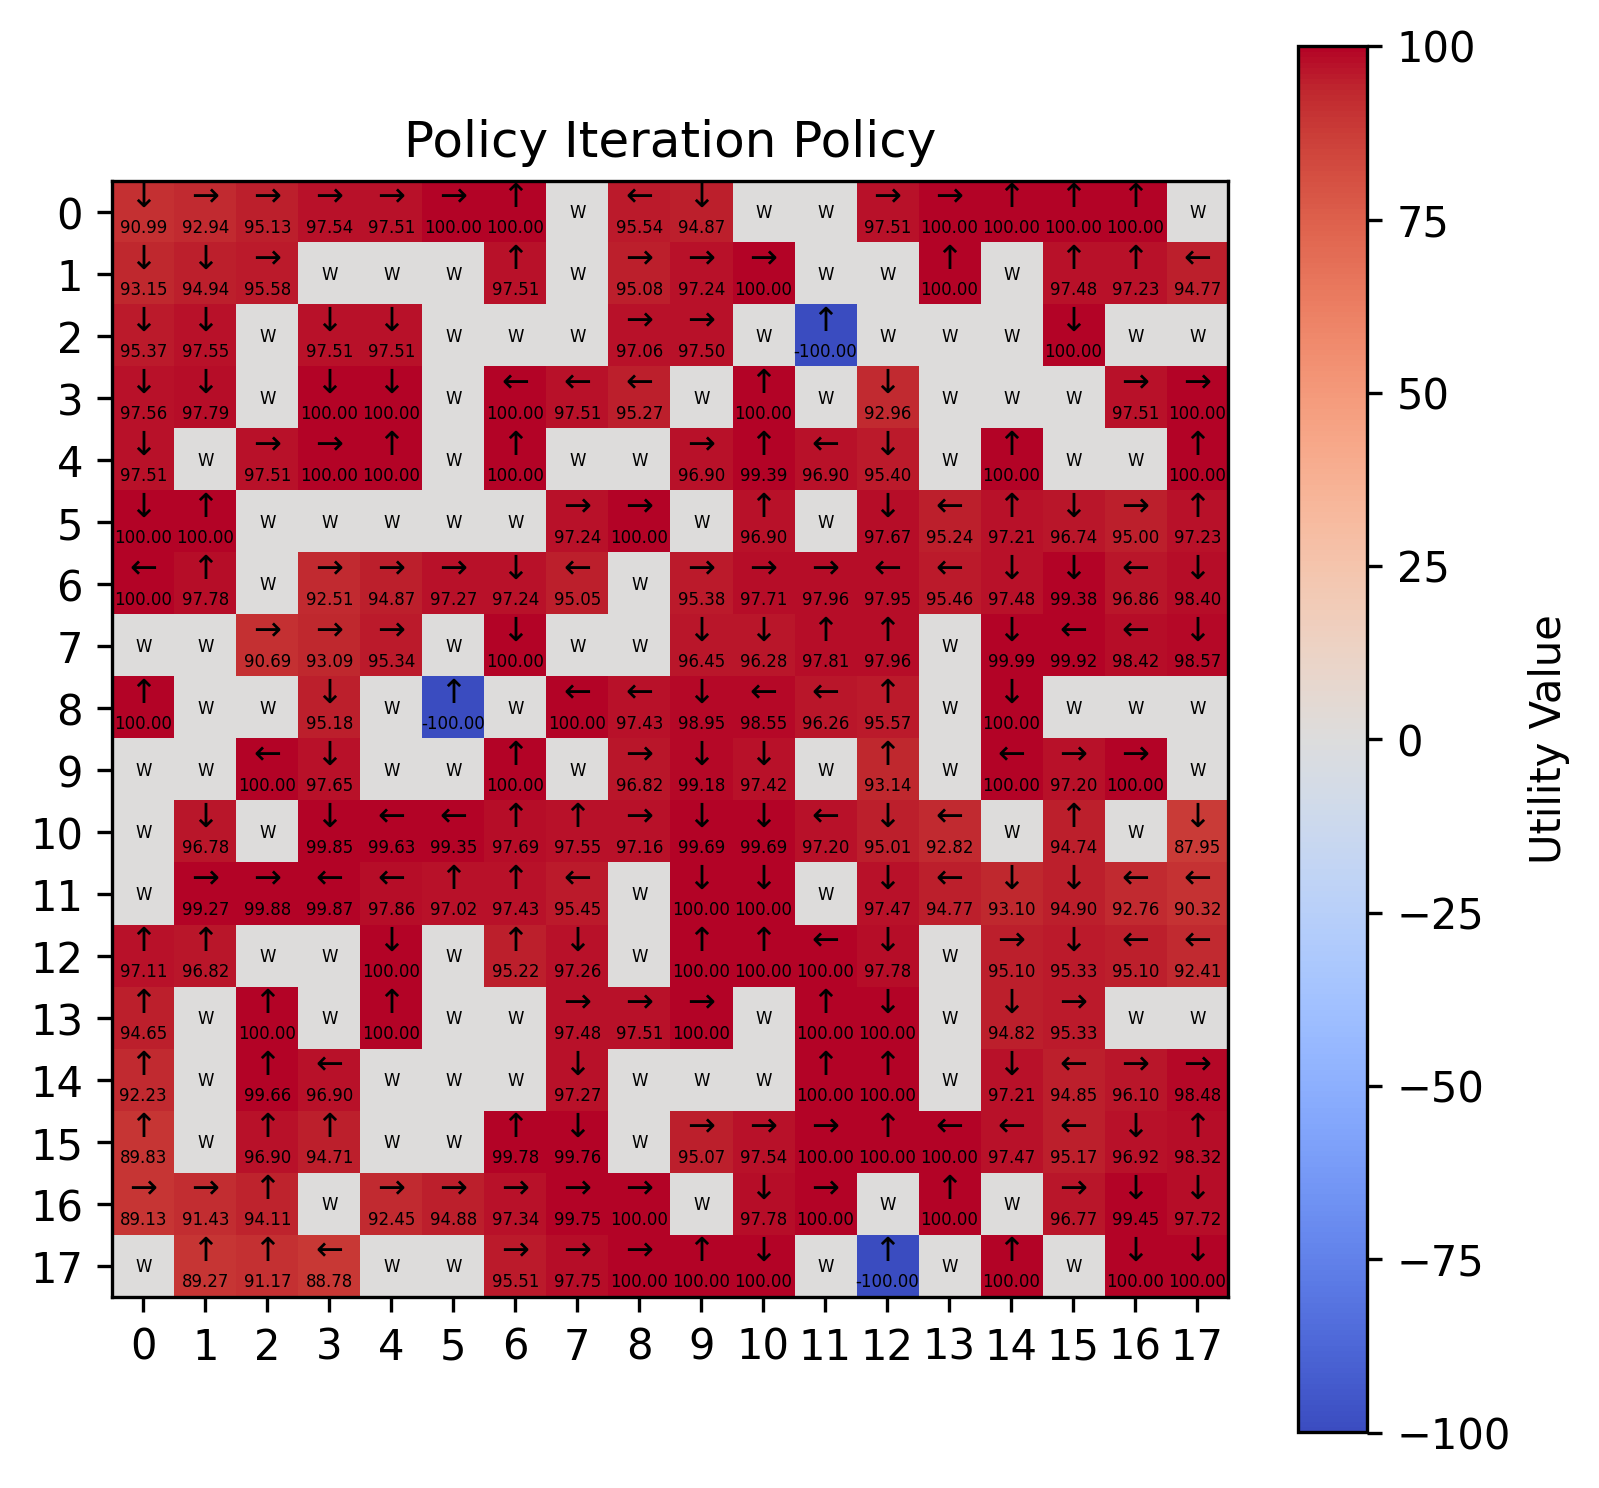 Policy Iteration Policy
0 ↓ → → → → → ↑ W ← ↓ W W → → ↑ ↑ ↑ W
90.99 92.94 95.13 97.54 97.51 100.00 100.00 95.54 94.87 97.51 100.00 100.00 100.00 100.00
1 ↓ ↓ → W W W ↑ W → → → W W ↑ W ↑ ↑ ←
93.15 94.94 95.58 97.51 95.08 97.24 100.00 100.00 97.48 97.23 94.77
2 ↓ ↓ W ↓ ↓ W W W → → W ↑ W W W ↓ W W
95.37 97.55 97.51 97.51 97.06 97.50 -100.00 100.00
3 ↓ ↓ W ↓ ↓ W ← ← ← W ↑ W ↓ W W W → →
97.56 97.79 100.00 100.00 100.00 97.51 95.27 100.00 92.96 97.51 100.00
4 ↓ W → → ↑ W ↑ W W → ↑ ← ↓ W ↑ W W ↑
97.51 97.51 100.00 100.00 100.00 96.90 99.39 96.90 95.40 100.00 100.00
5 ↓ ↑ W W W W W → → W ↑ W ↓ ← ↑ ↓ → ↑
100.00 100.00 97.24 100.00 96.90 97.67 95.24 97.21 96.74 95.00 97.23
6 ← ↑ W → → → ↓ ← W → → → ← ← ↓ ↓ ← ↓
100.00 97.78 92.51 94.87 97.27 97.24 95.05 95.38 97.71 97.96 97.95 95.46 97.48 99.38 96.86 98.40
7 W W → → → W ↓ W W ↓ ↓ ↑ ↑ W ↓ ← ← ↓
90.69 93.09 95.34 100.00 96.45 96.28 97.81 97.96 99.99 99.92 98.42 98.57
8 ↑ W W ↓ W ↑ W ← ← ↓ ← ← ↑ W ↓ W W W
100.00 95.18 -100.00 100.00 97.43 98.95 98.55 96.26 95.57 100.00
9 W W ← ↓ W W ↑ W → ↓ ↓ W ↑ W ← → → W
100.00 97.65 100.00 96.82 99.18 97.42 93.14 100.00 97.20 100.00
10 W ↓ W ↓ ← ← ↑ ↑ → ↓ ↓ ← ↓ ← W ↑ W ↓
96.78 99.85 99.63 99.35 97.69 97.55 97.16 99.69 99.69 97.20 95.01 92.82 94.74 87.95
11 W → → ← ← ↑ ↑ ← W ↓ ↓ W ↓ ← ↓ ↓ ← ←
99.27 99.88 99.87 97.86 97.02 97.43 95.45 100.00 100.00 97.47 94.77 93.10 94.90 92.76 90.32
12 ↑ ↑ W W ↓ W ↑ ↓ W ↑ ↑ ← ↓ W → ↓ ← ←
97.11 96.82 100.00 95.22 97.26 100.00 100.00 100.00 97.78 95.10 95.33 95.10 92.41
13 ↑ W ↑ W ↑ W W → → → W ↑ ↓ W ↓ → W W
94.65 100.00 100.00 97.48 97.51 100.00 100.00 100.00 94.82 95.33
14 ↑ W ↑ ← W W W ↓ W W W ↑ ↑ W ↓ ← → →
92.23 99.66 96.90 97.27 100.00 100.00 97.21 94.85 96.10 98.48
15 ↑ W ↑ ↑ W W ↑ ↓ W → → → ↑ ← ← ← ↓ ↑
89.83 96.90 94.71 99.78 99.76 95.07 97.54 100.00 100.00 100.00 97.47 95.17 96.92 98.32
16 → → ↑ W → → → → → W ↓ → W ↑ W → ↓ ↓
89.13 91.43 94.11 92.45 94.88 97.34 99.75 100.00 97.78 100.00 100.00 96.77 99.45 97.72
17 W ↑ ↑ ← W W → → → ↑ ↓ W ↑ W ↑ W ↓ ↓
89.27 91.17 88.78 95.51 97.75 100.00 100.00 100.00 -100.00 100.00 100.00 100.00
0 1 2 3 4 5 6 7 8 9 10 11 12 13 14 15 16 17
100
75
50
25
0
−25
−50
−75
−100
Utility Value